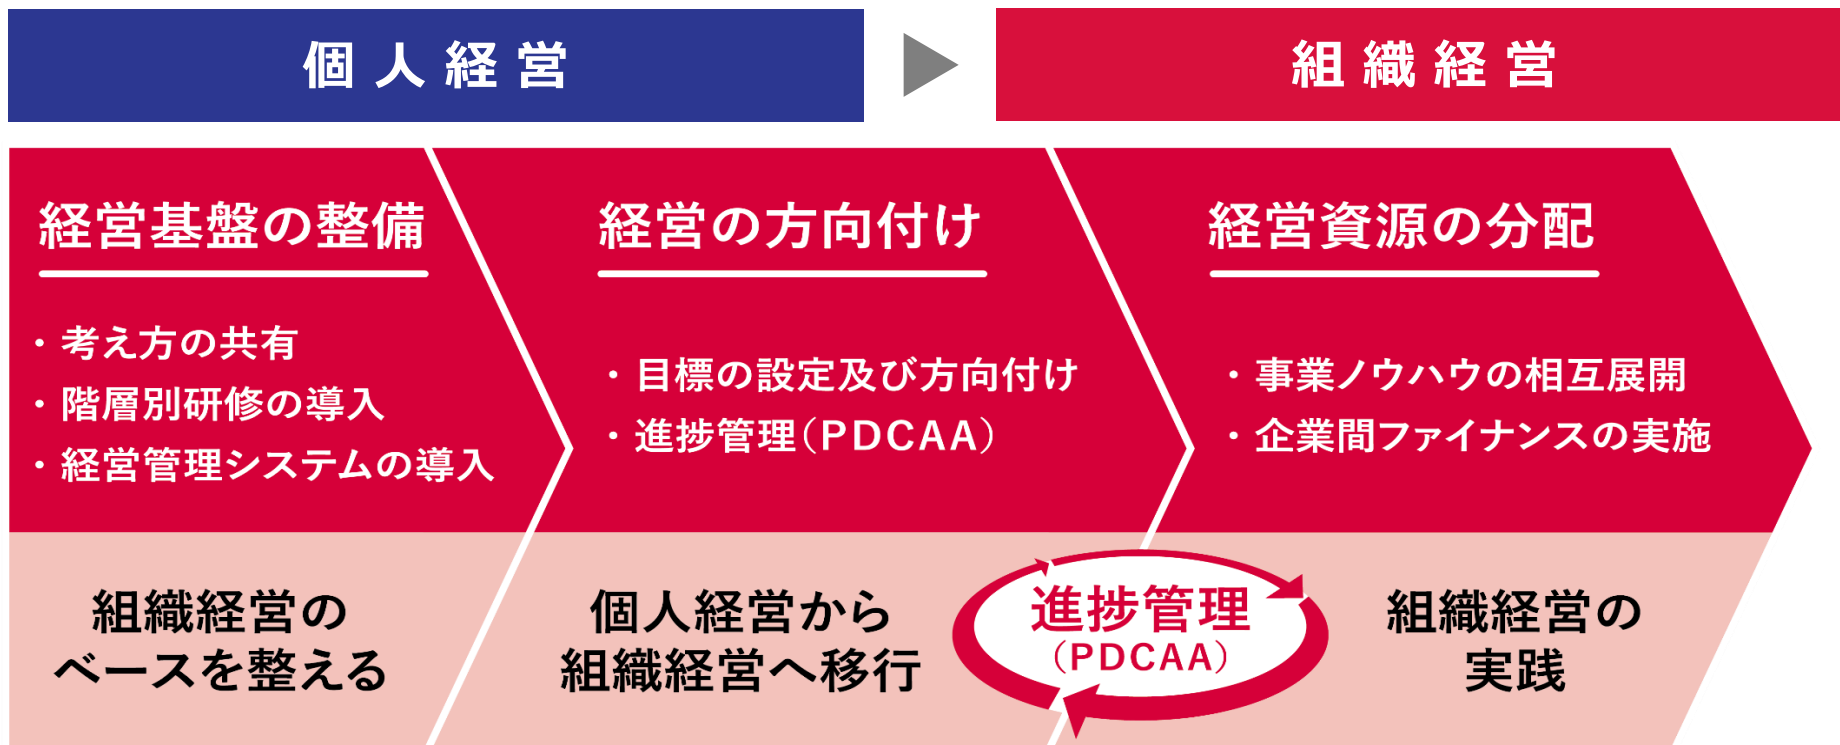 個人経営
組織経営
経営基盤の整備
・考え方の共有
・階層別研修の導入
・経営管理システムの導入
経営の方向付け
・目標の設定及び方向付け
・進捗管理（PDCAA）
経営資源の分配
・事業ノウハウの相互展開
・企業間ファイナンスの実施
組織経営の
ベースを整える
個人経営から
組織経営へ移行
進捗管理
（PDCAA）
組織経営の
実践